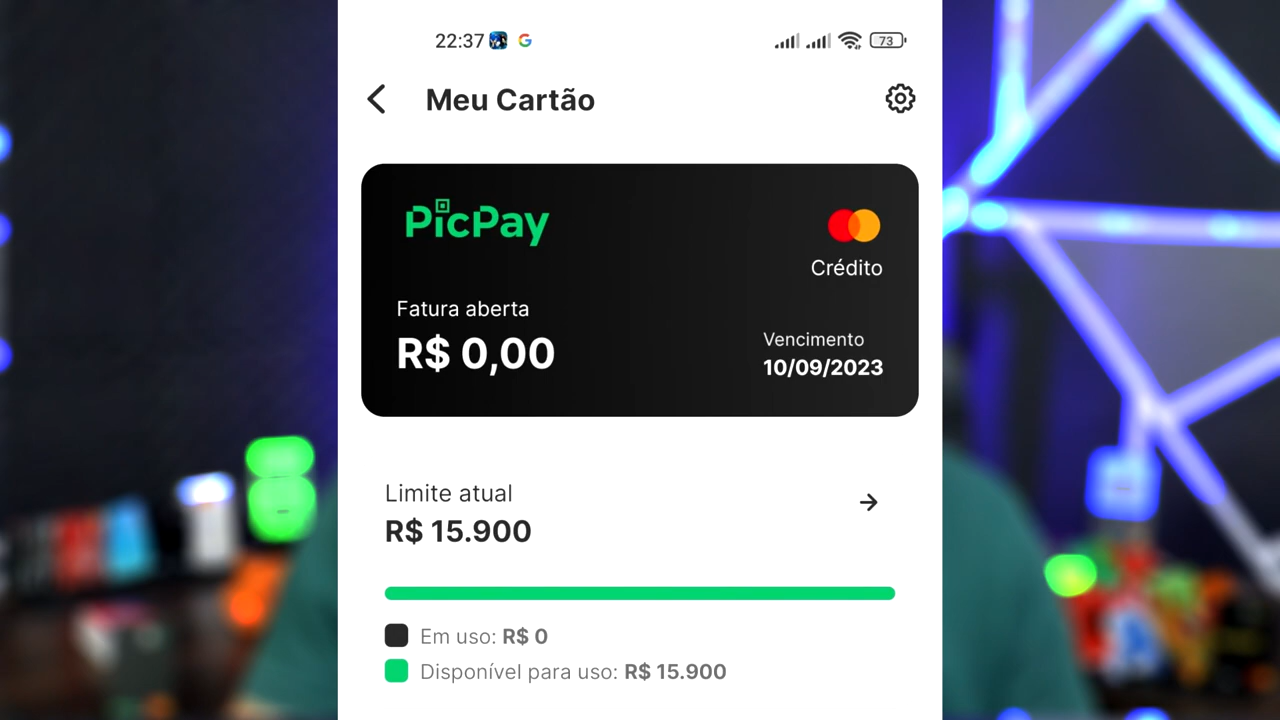 22:37
73
Meu Cartão
PicPay
Crédito
Fatura aberta
R$ 0,00
Vencimento
10/09/2023
Limite atual
R$ 15.900
Em uso: R$ 0
Disponível para uso: R$ 15.900